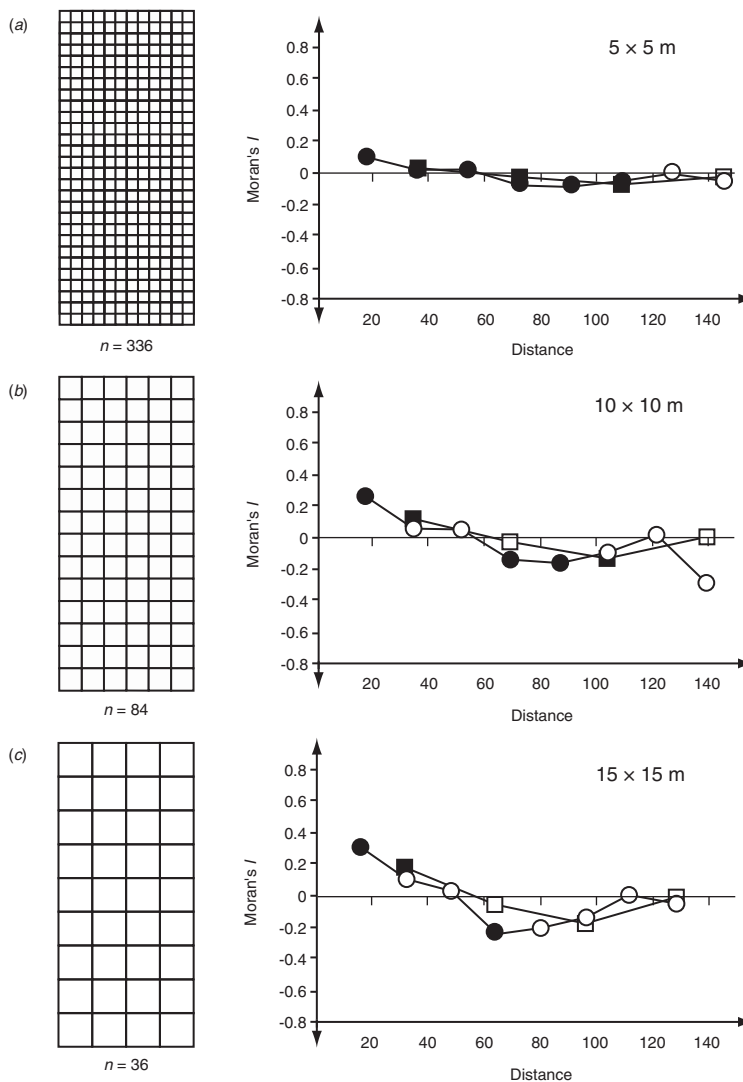 (a)
5 × 5 m
0.8
0.6
0.4
0.2
0
-0.2
-0.4
-0.6
-0.8
Moran's I
20 40 60 80 100 120 140
Distance
n = 336
(b)
10 × 10 m
0.8
0.6
0.4
0.2
0
-0.2
-0.4
-0.6
-0.8
Moran's I
20 40 60 80 100 120 140
Distance
n = 84
(c)
15 × 15 m
0.8
0.6
0.4
0.2
0
-0.2
-0.4
-0.6
-0.8
Moran's I
20 40 60 80 100 120 140
Distance
n = 36